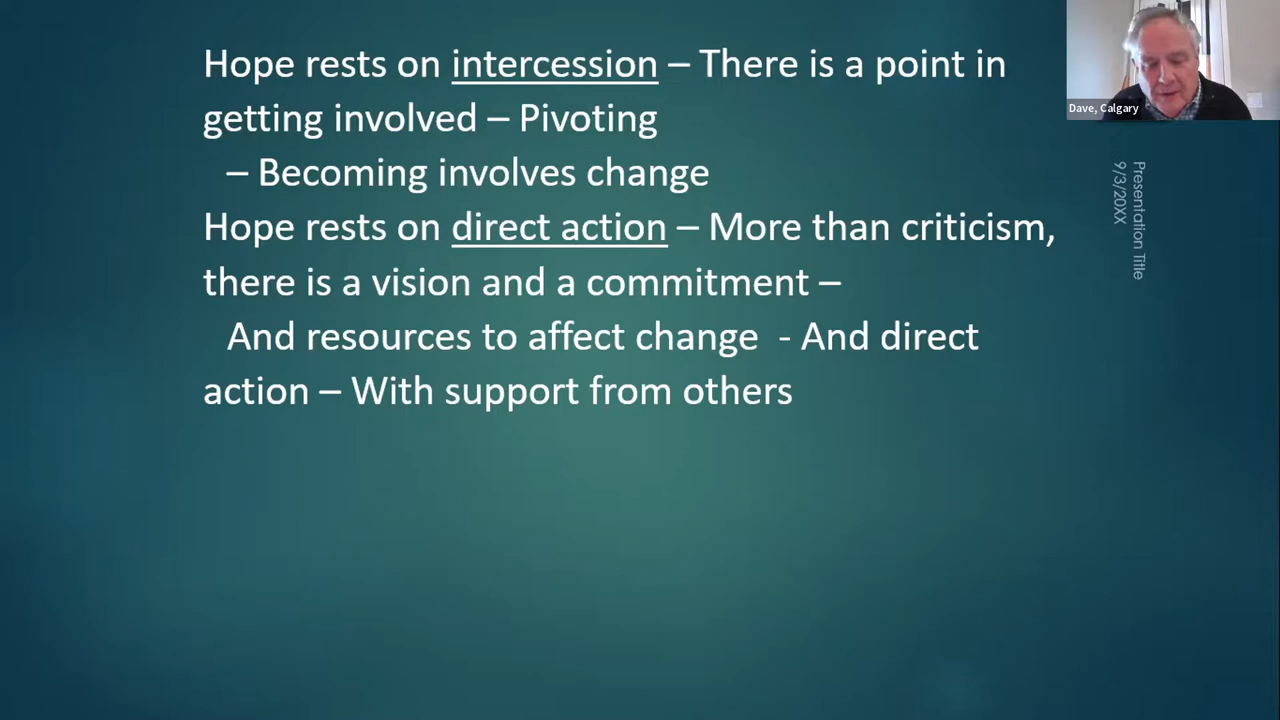 Hope rests on intercession – There is a point in
getting involved – Pivoting
– Becoming involves change
Hope rests on direct action – More than criticism,
there is a vision and a commitment –
And resources to affect change  - And direct
action – With support from others
Dave, Calgary
Presentation Title
9/3/20XX